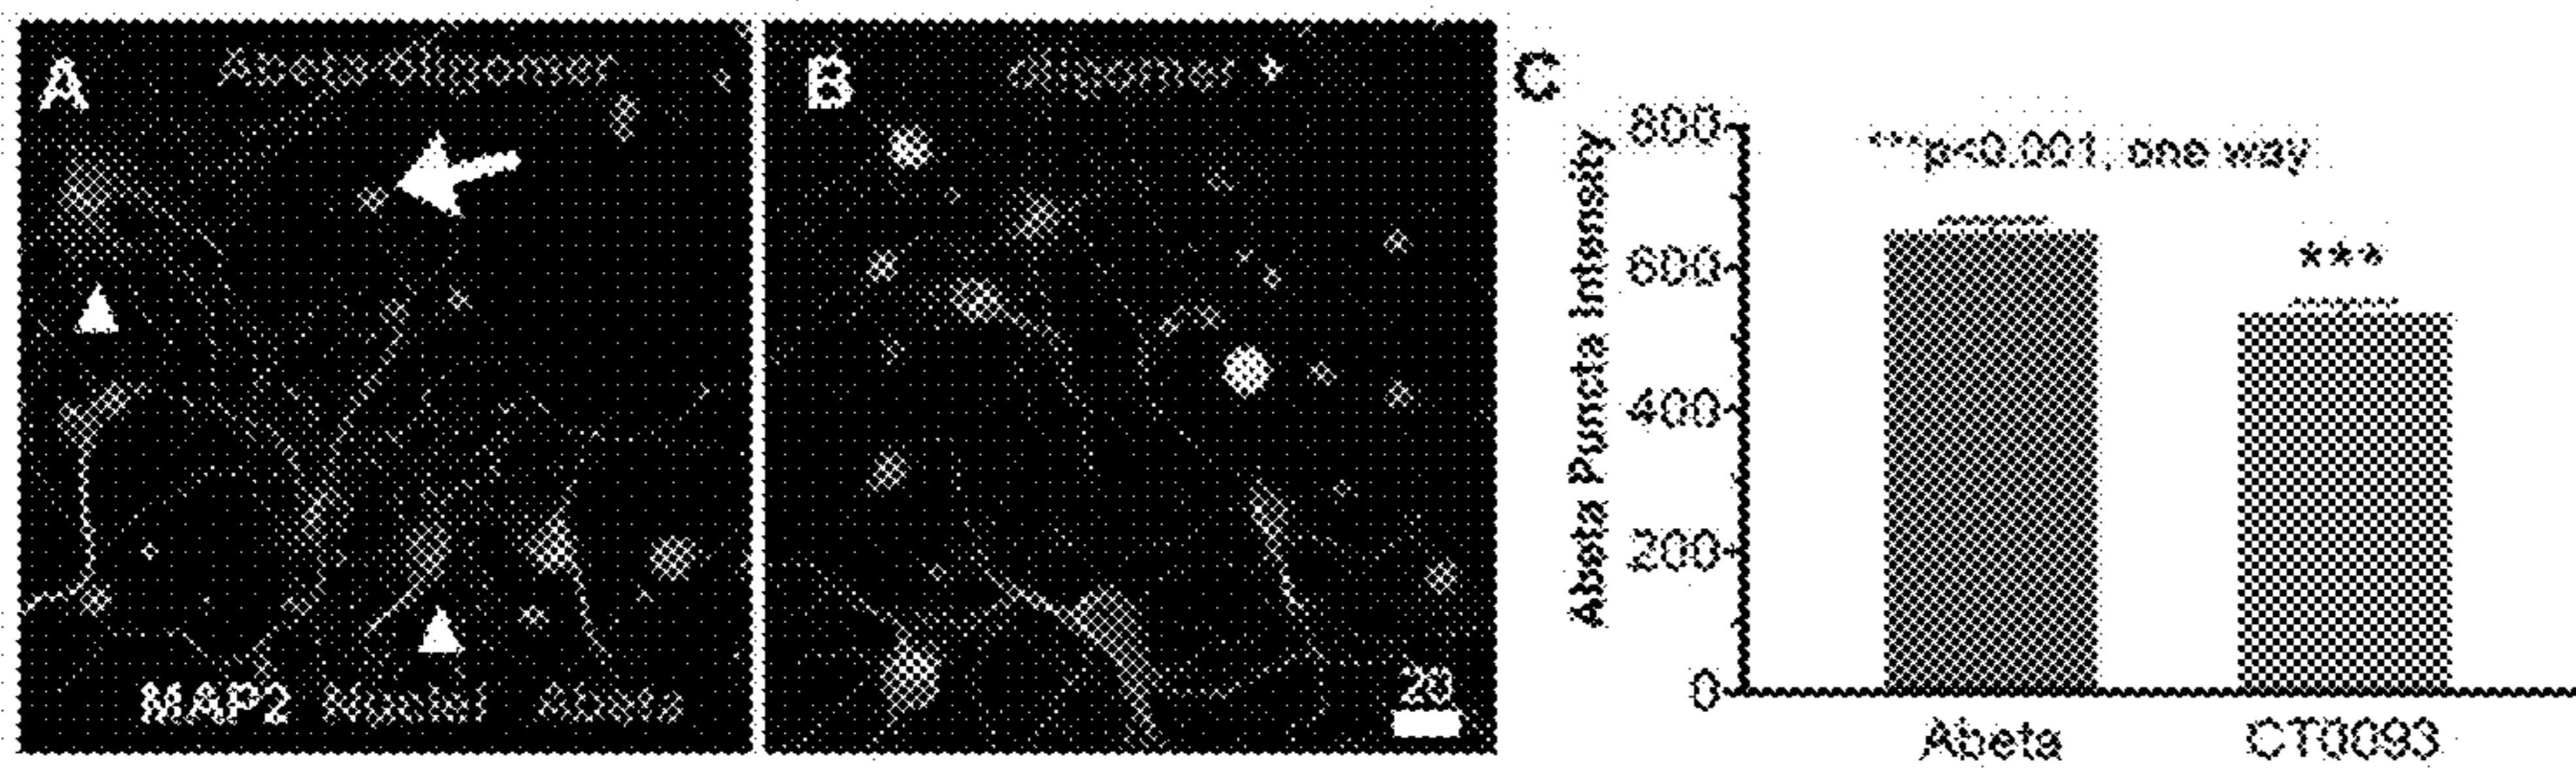 A
Abeta oligomer
MAP2 Nuclei Abeta
B
oligomer +
20
C
Abeta Puncta Intensity
800
600
400
200
0
***p<0.001, one way
***
Abeta
CT0093